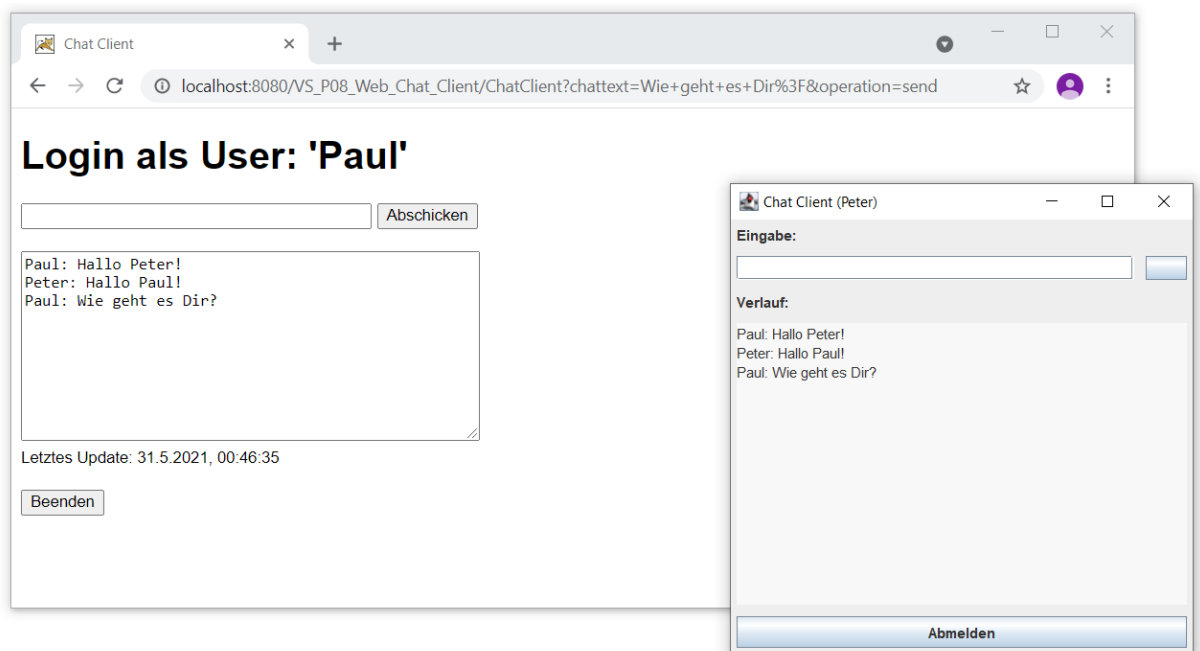 Chat Client
localhost:8080/VS_P08_Web_Chat_Client/ChatClient?chattext=Wie+geht+es+Dir%3F&operation=send
Login als User: 'Paul'
Abschicken
Paul: Hallo Peter!
Peter: Hallo Paul!
Paul: Wie geht es Dir?
Letztes Update: 31.5.2021, 00:46:35
Beenden
Chat Client (Peter)
Eingabe:
Verlauf:
Paul: Hallo Peter!
Peter: Hallo Paul!
Paul: Wie geht es Dir?
Abmelden